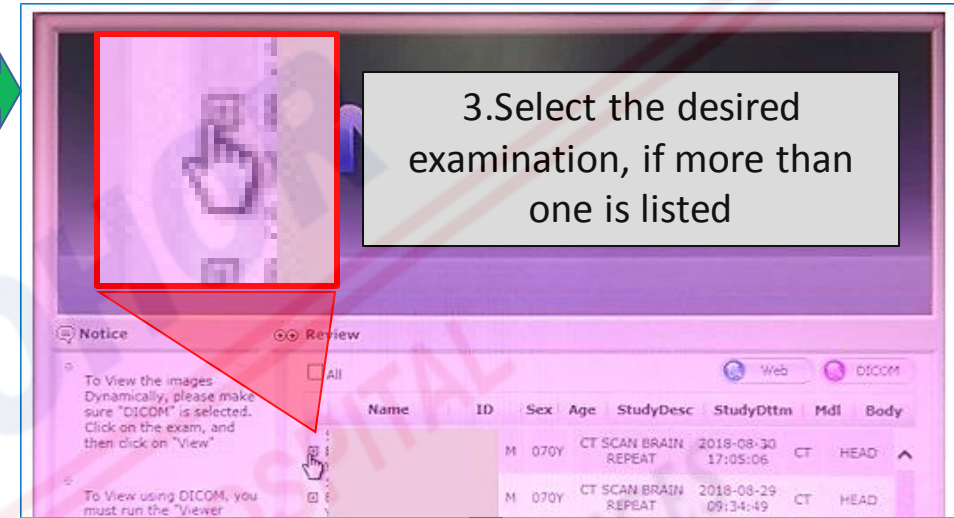 3.Select the desired
examination, if more than
one is listed
Notice
Review
To View the images
Dynamically, please make
sure "DICOM" is selected.
Click on the exam, and
then click on "View"
To View using DICOM, you
must run the "Viewer
All
Web DICOM
Name ID Sex Age StudyDesc StudyDttm Mdl Body
M 070Y CT SCAN BRAIN REPEAT 2018-08-30 17:05:06 CT HEAD
M 070Y CT SCAN BRAIN REPEAT 2018-08-29 09:34:49 CT HEAD
HOSPITAL